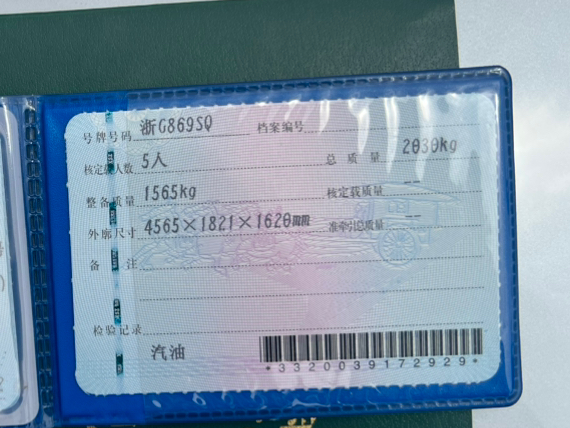 号牌号码 浙G869SQ 档案编号
核定载人数 5人 总质量 2030kg
整备质量 1565kg 核定载质量 --
外廓尺寸 4565×1821×1620mm 准牵引总质量 --
备注
检验记录
汽油
*3320039172929*